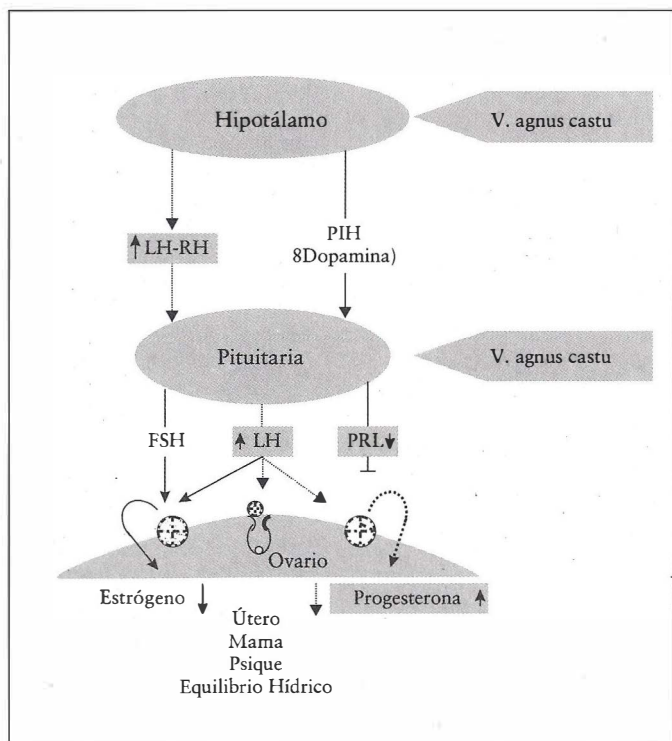 Hipotálamo
V. agnus castu
LH-RH
PIH
8Dopamina)
Pituitaria
V. agnus castu
FSH
LH
PRL
Ovario
Estrógeno
Progesterona
Útero
Mama
Psique
Equilibrio Hídrico